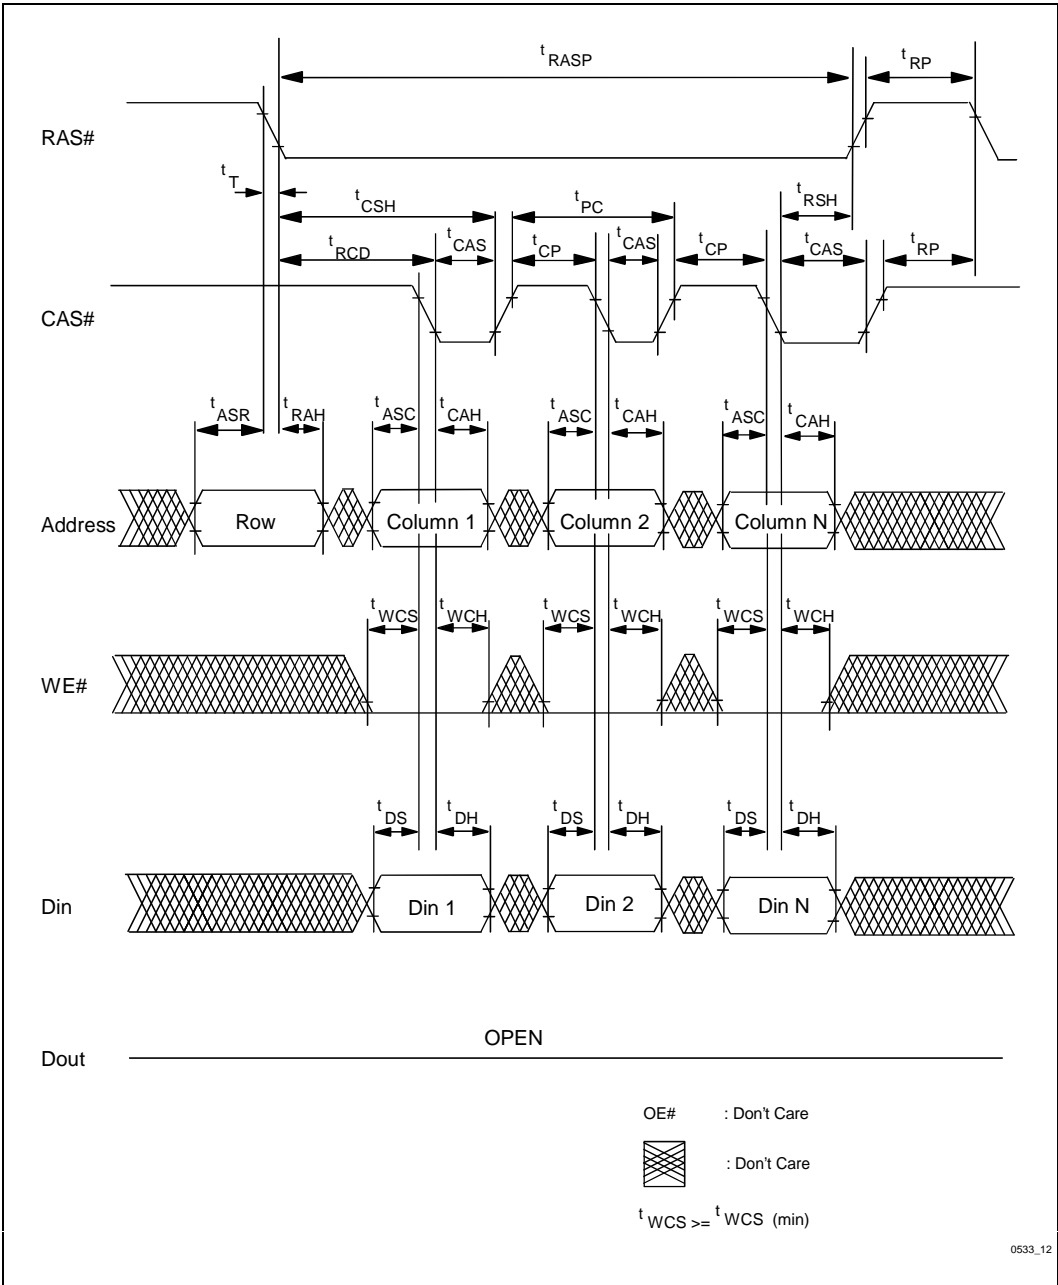 tRASP
tRP
RAS#
tT
tCSH
tPC
tRSH
tRCD
tCAS
tCP
tCAS
tCP
tCAS
tRP
CAS#
tASR
tRAH
tASC
tCAH
tASC
tCAH
tASC
tCAH
Address
Row
Column 1
Column 2
Column N
tWCS
tWCH
tWCS
tWCH
tWCS
tWCH
WE#
tDS
tDH
tDS
tDH
tDS
tDH
Din
Din 1
Din 2
Din N
OPEN
Dout
OE# : Don't Care
: Don't Care
tWCS >= tWCS (min)
0533_12